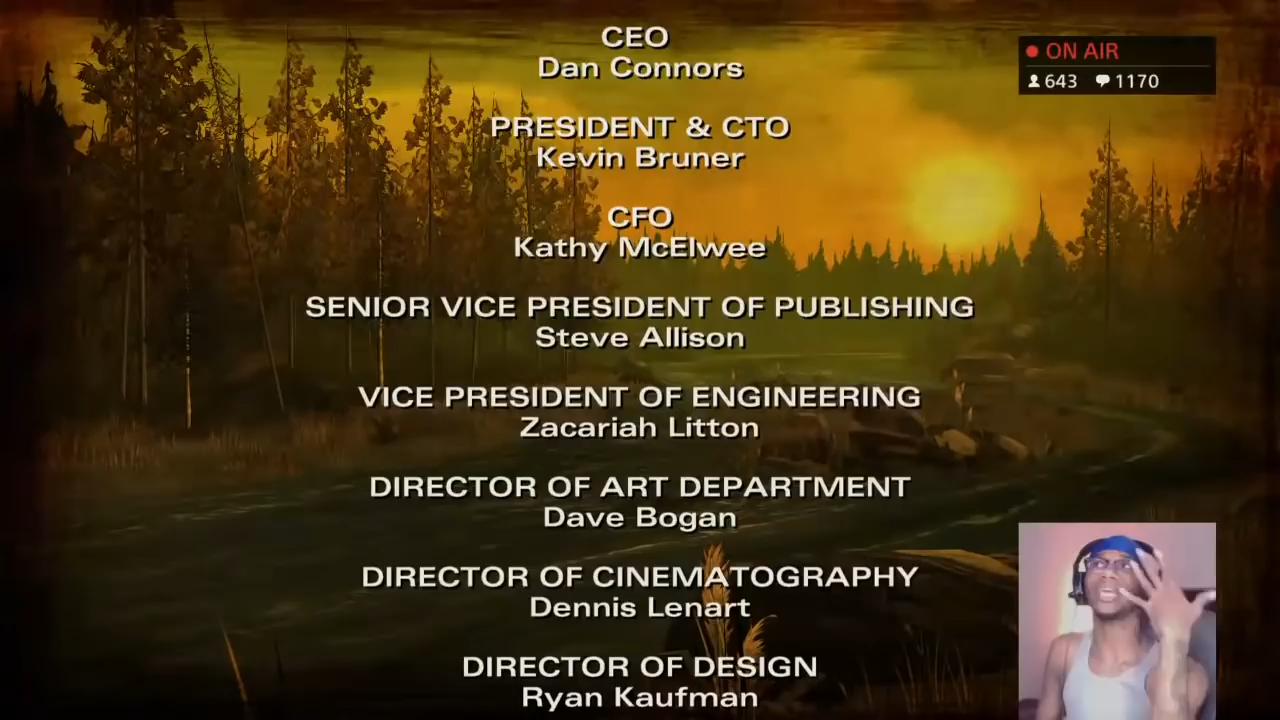 CEO
Dan Connors
ON AIR
643 1170
PRESIDENT & CTO
Kevin Bruner
CFO
Kathy McElwee
SENIOR VICE PRESIDENT OF PUBLISHING
Steve Allison
VICE PRESIDENT OF ENGINEERING
Zacariah Litton
DIRECTOR OF ART DEPARTMENT
Dave Bogan
DIRECTOR OF CINEMATOGRAPHY
Dennis Lenart
DIRECTOR OF DESIGN
Ryan Kaufman